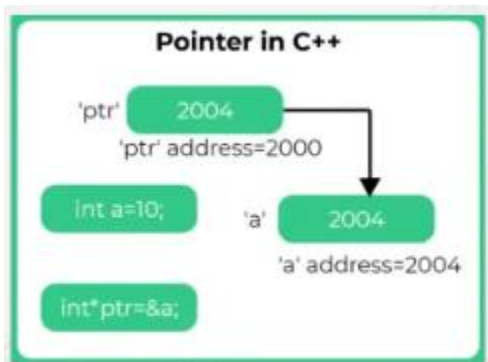 Pointer in C++
'ptr' 2004
'ptr' address=2000
int a=10;
'a' 2004
'a' address=2004
int*ptr=&a;